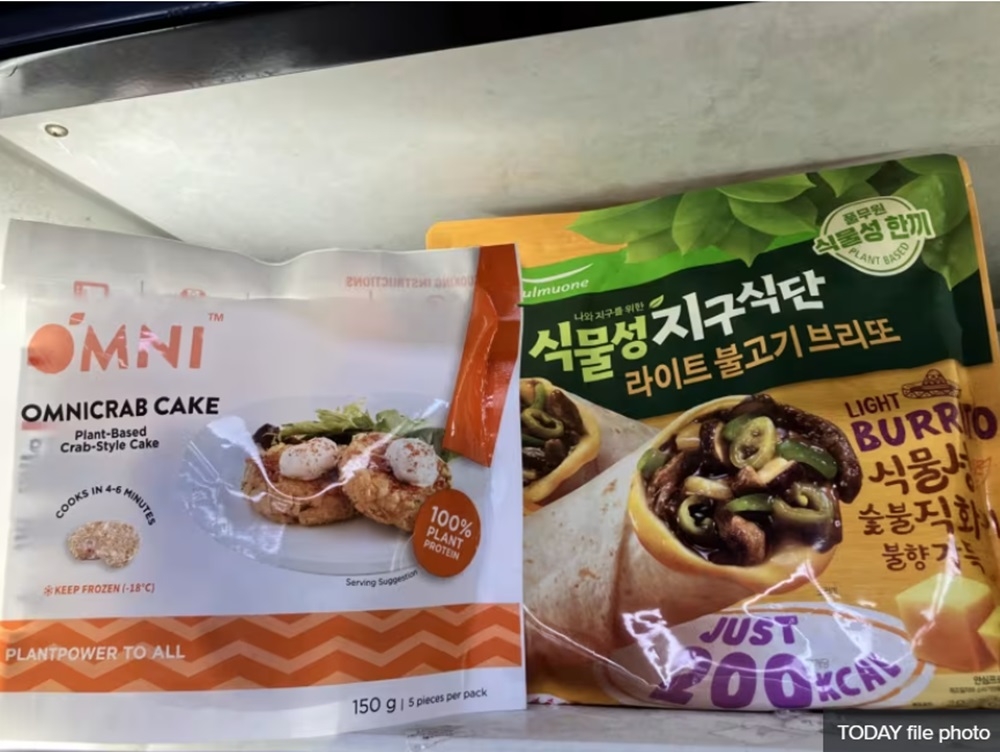 OMNI™
OMNICRAB CAKE
Plant-Based
Crab-Style Cake
COOKS IN 4-6 MINUTES
KEEP FROZEN (-18°C)
100%
PLANT
PROTEIN
Serving Suggestion
PLANTPOWER TO ALL
150 g | 5 pieces per pack
COOKING INSTRUCTIONS
풀무원
식물성 한끼
PLANT BASED
ulmuone
나와 지구를 위한
식물성 지구식단
라이트 불고기 브리또
LIGHT
BURRITO
식물성
숯불직화
불향
JUST
200KCAL
TODAY file photo